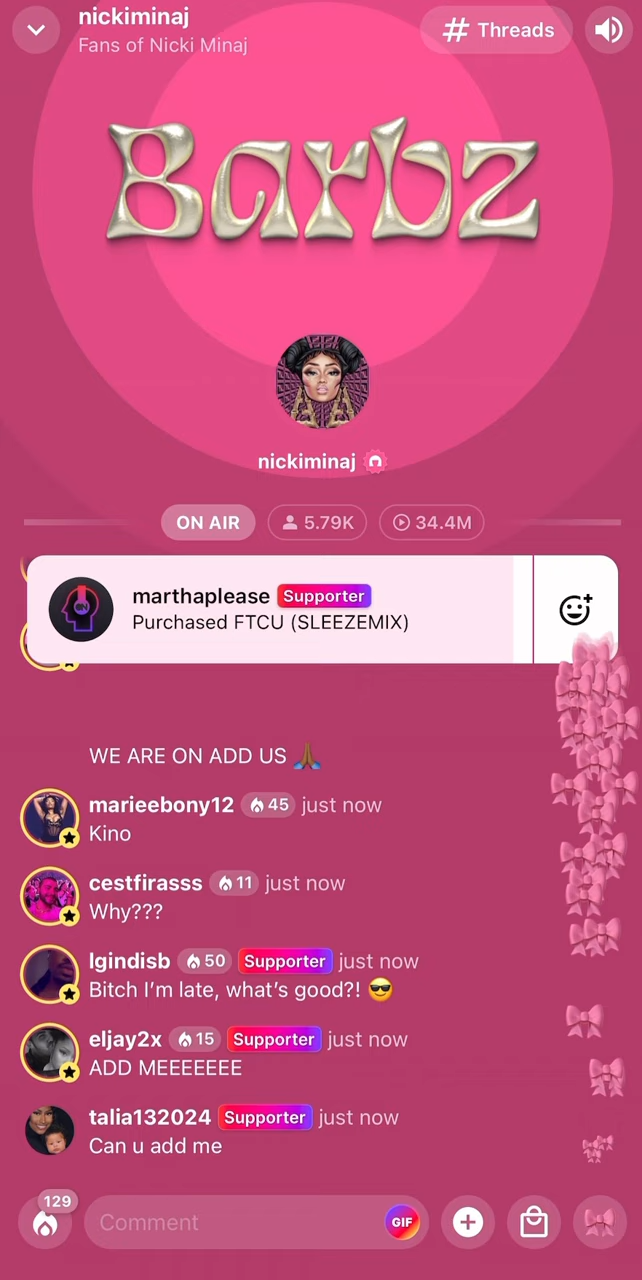 nickiminaj
Fans of Nicki Minaj
# Threads
Barbz
nickiminaj
ON AIR
5.79K
34.4M
marthaplease Supporter
Purchased FTCU (SLEEZEMIX)
WE ARE ON ADD US 🙏🏾
marieebony12 45 just now
Kino
cestfirasss 11 just now
Why???
lgindisb 50 Supporter just now
Bitch I’m late, what’s good?! 😎
eljay2x 15 Supporter just now
ADD MEEEEEEE
talia132024 Supporter just now
Can u add me
129
Comment
GIF